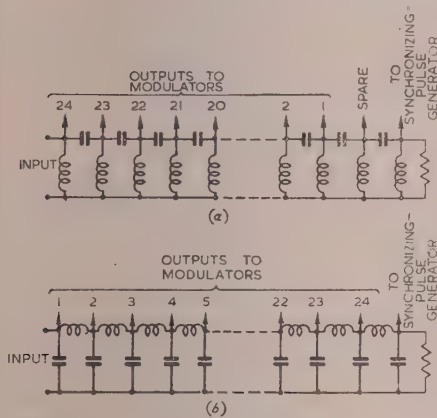 OUTPUTS TO
MODULATORS
24 23 22 21 20 2 1 SPARE TO
SYNCHRONIZING-
PULSE
GENERATOR
INPUT
(a)
OUTPUTS TO
MODULATORS
1 2 3 4 5 22 23 24 TO
SYNCHRONIZING-
PULSE
GENERATOR
INPUT
(b)